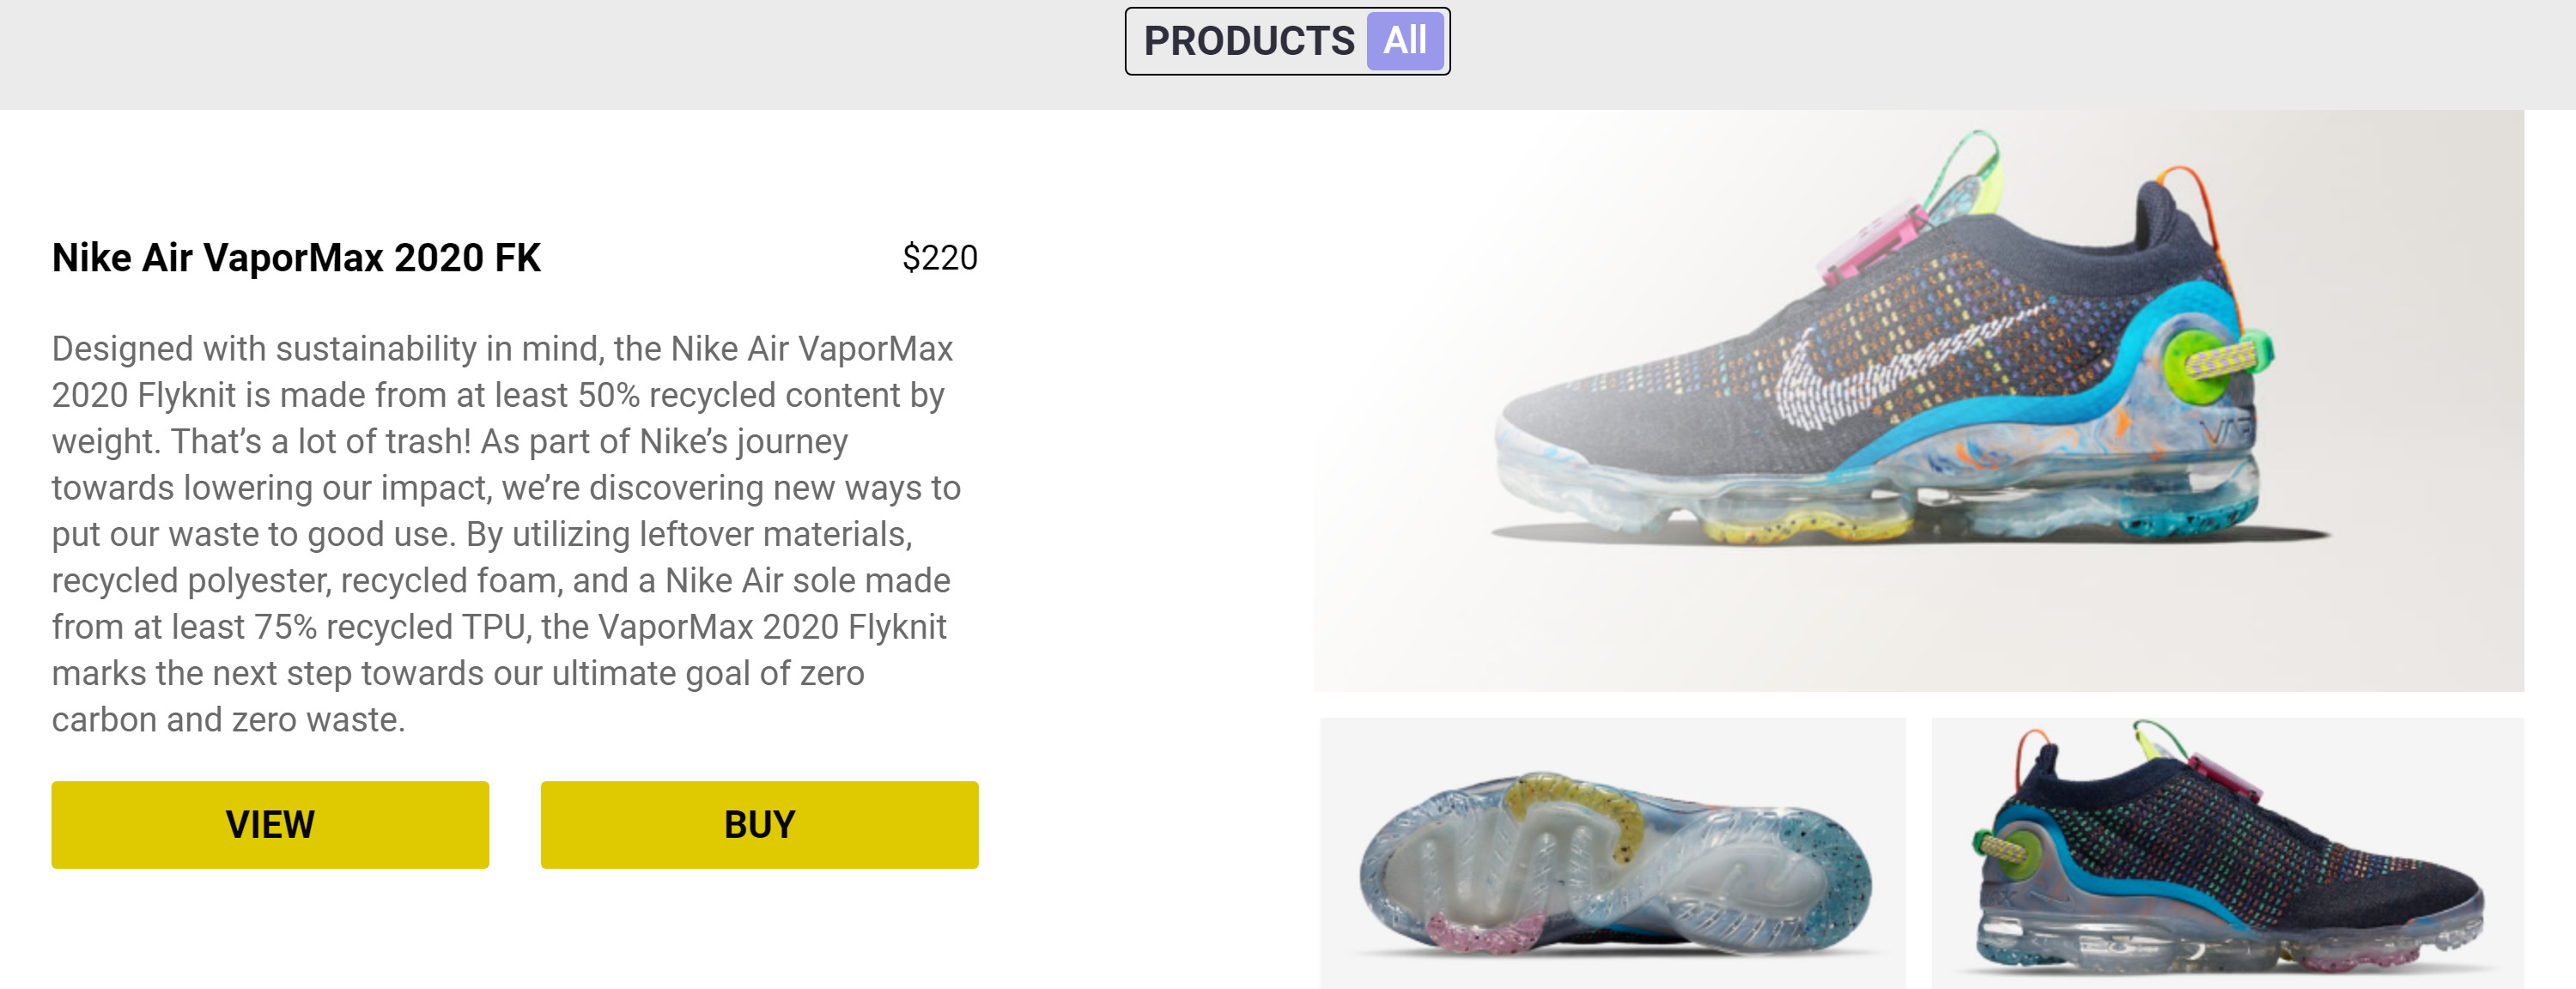 PRODUCTS All
Nike Air VaporMax 2020 FK $220
Designed with sustainability in mind, the Nike Air VaporMax
2020 Flyknit is made from at least 50% recycled content by
weight. That’s a lot of trash! As part of Nike’s journey
towards lowering our impact, we’re discovering new ways to
put our waste to good use. By utilizing leftover materials,
recycled polyester, recycled foam, and a Nike Air sole made
from at least 75% recycled TPU, the VaporMax 2020 Flyknit
marks the next step towards our ultimate goal of zero
carbon and zero waste.
VIEW BUY